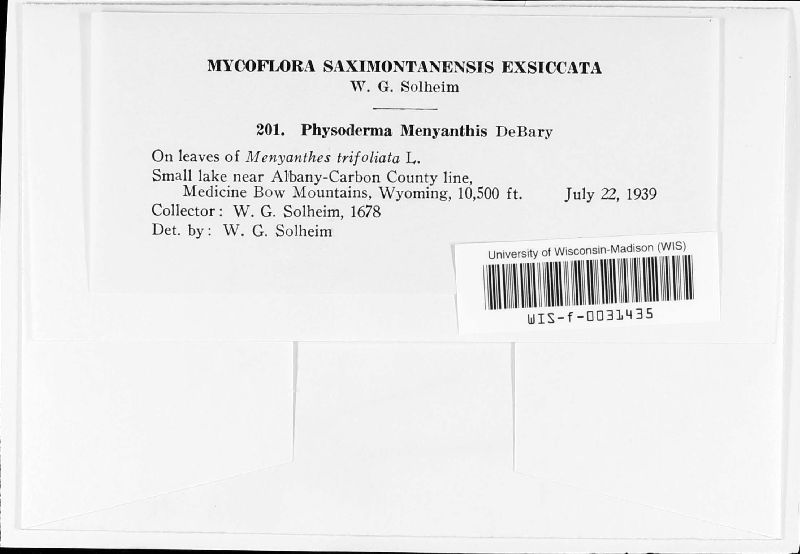 MYCOFLORA SAXIMONTANENSIS EXSICCATA
W. G. Solheim
201. Physoderma Menyanthis DeBary
On leaves of Menyanthes trifoliata L.
Small lake near Albany-Carbon County line,
Medicine Bow Mountains, Wyoming, 10,500 ft. July 22, 1939
Collector: W. G. Solheim, 1678
Det. by: W. G. Solheim
University of Wisconsin-Madison (WIS)
WIS-f-0031435